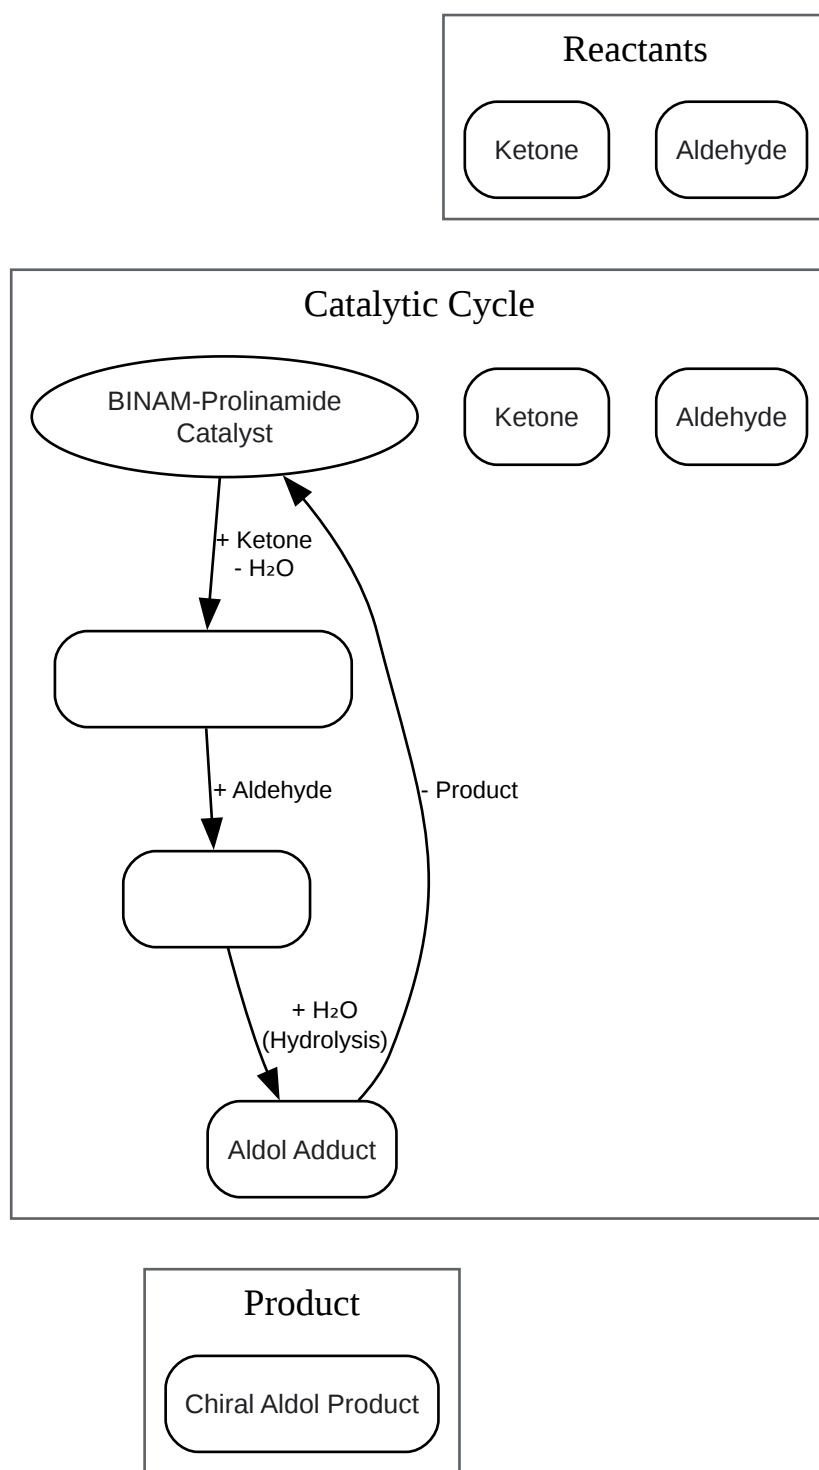 Reactants
Ketone
Aldehyde
Catalytic Cycle
BINAM-Prolinamide
Catalyst
Ketone
Aldehyde
+ Ketone
- H₂O
+ Aldehyde
- Product
+ H₂O
(Hydrolysis)
Aldol Adduct
Product
Chiral Aldol Product